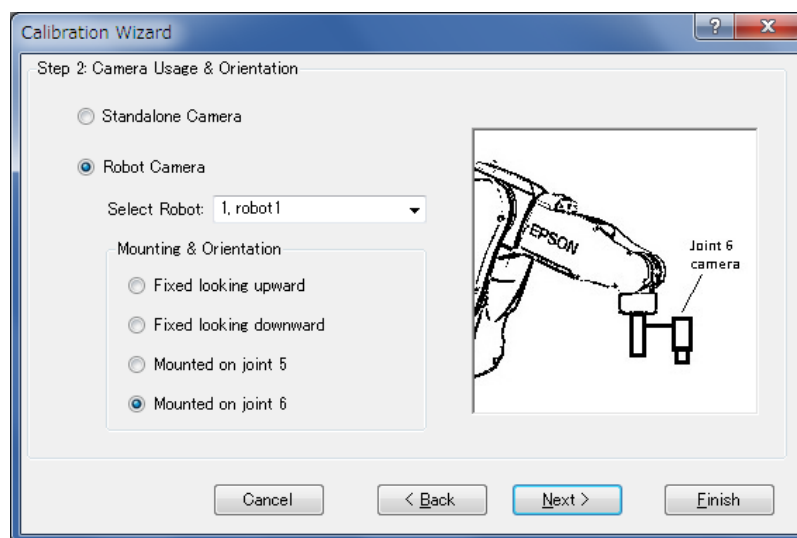 Calibration Wizard
?
X
Step 2: Camera Usage & Orientation
Standalone Camera
Robot Camera
Select Robot: 1, robot1
Mounting & Orientation
Fixed looking upward
Fixed looking downward
Mounted on joint 5
Mounted on joint 6
EPSON
Joint 6
camera
Cancel
< Back
Next >
Finish